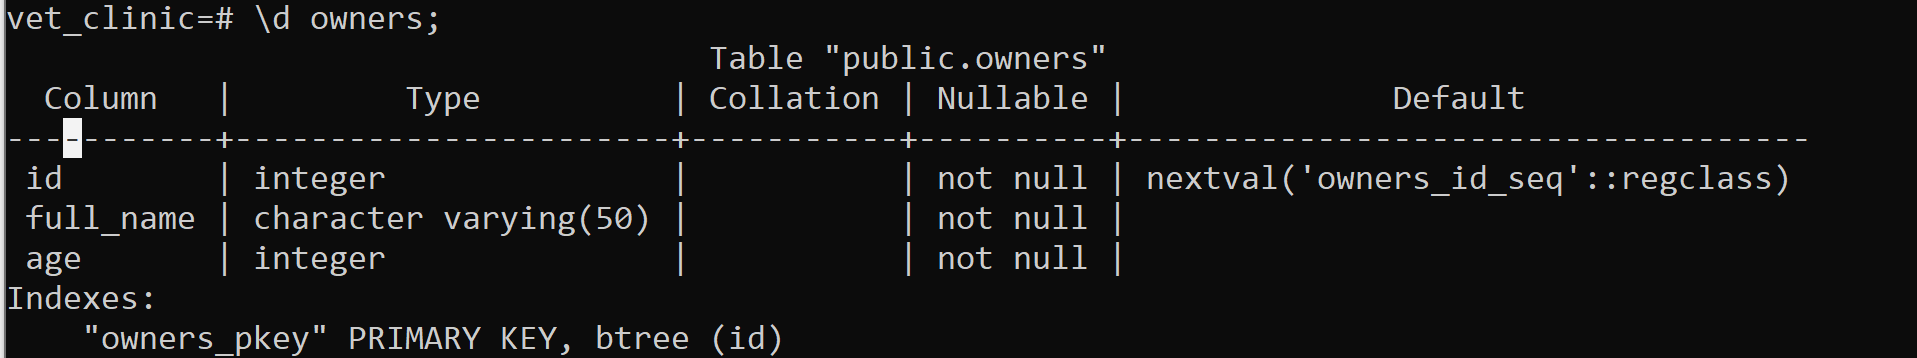 vet_clinic=# \d owners;
Table "public.owners"
Column | Type | Collation | Nullable | Default
-----------+-----------------------+-----------+----------+------------------------------------
id | integer | | not null | nextval('owners_id_seq'::regclass)
full_name | character varying(50) | | not null |
age | integer | | not null |
Indexes:
"owners_pkey" PRIMARY KEY, btree (id)